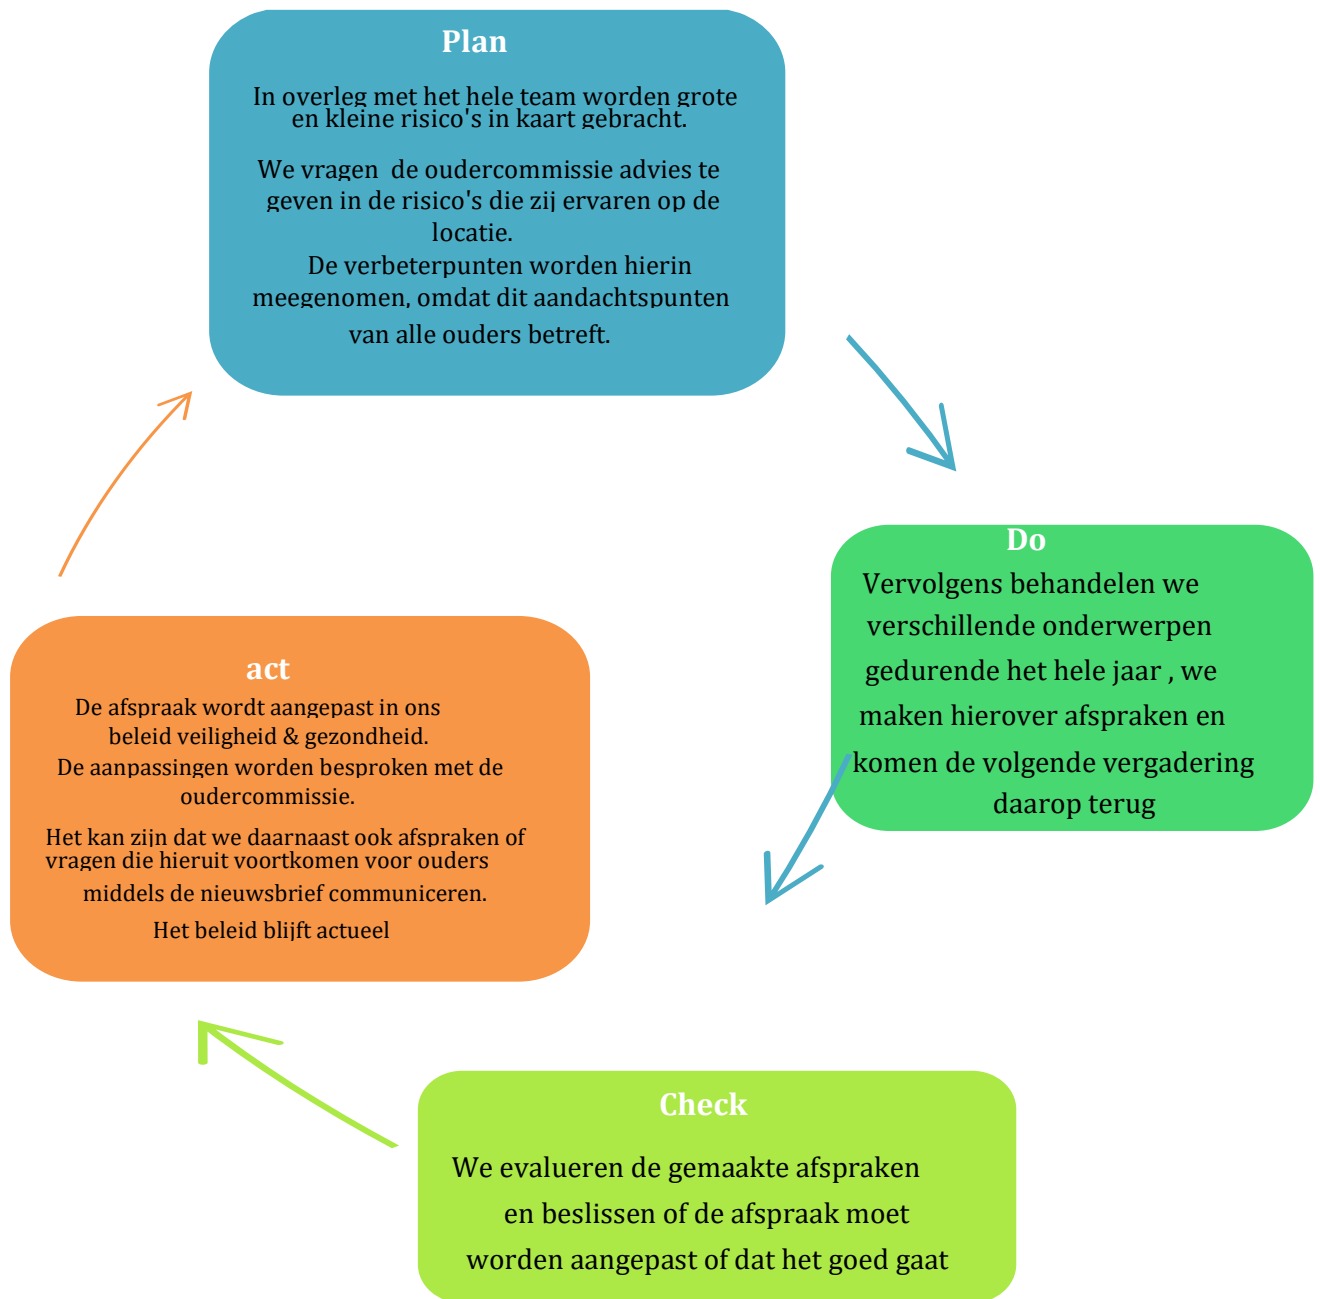 Plan
In overleg met het hele team worden grote
en kleine risico's in kaart gebracht.
We vragen  de oudercommissie advies te
geven in de risico's die zij ervaren op de
locatie.
De verbeterpunten worden hierin
meegenomen, omdat dit aandachtspunten
van alle ouders betreft.
Do
Vervolgens behandelen we
verschillende onderwerpen
gedurende het hele jaar , we
maken hierover afspraken en
komen de volgende vergadering
daarop terug
Check
We evalueren de gemaakte afspraken
en beslissen of de afspraak moet
worden aangepast of dat het goed gaat
act
De afspraak wordt aangepast in ons
beleid veiligheid & gezondheid.
De aanpassingen worden besproken met de
oudercommissie.
Het kan zijn dat we daarnaast ook afspraken of
vragen die hieruit voortkomen voor ouders
middels de nieuwsbrief communiceren.
Het beleid blijft actueel